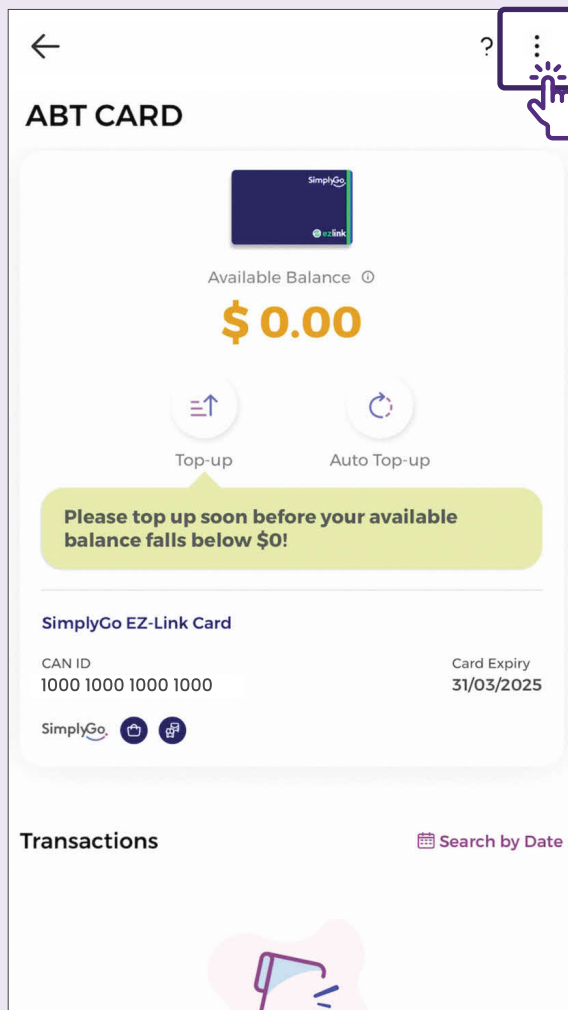 ?
ABT CARD
SimplyGo
ezlink
Available Balance
$ 0.00
Top-up
Auto Top-up
Please top up soon before your available
balance falls below $0!
SimplyGo EZ-Link Card
CAN ID
Card Expiry
1000 1000 1000 1000
31/03/2025
SimplyGo
Transactions
Search by Date